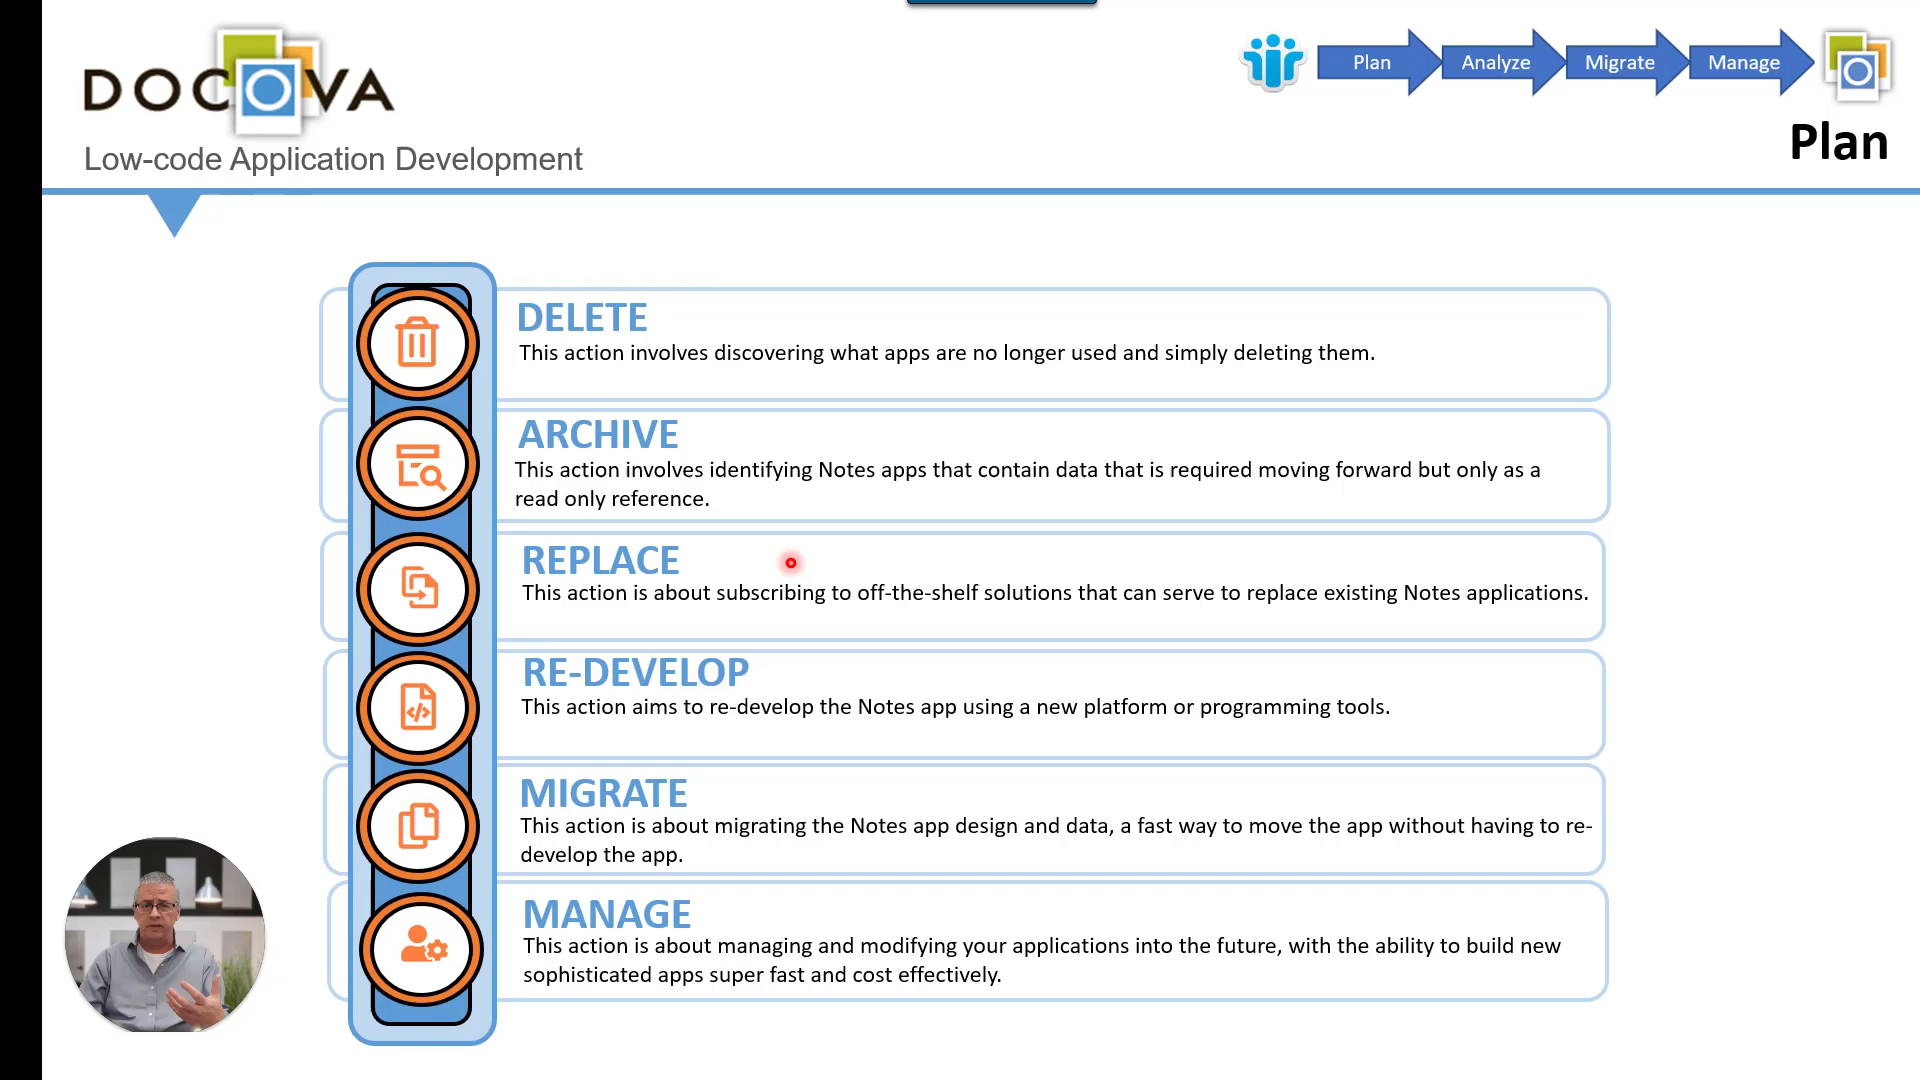 DOCOVA
Low-code Application Development
Plan
Analyze
Migrate
Manage
Plan
DELETE
This action involves discovering what apps are no longer used and simply deleting them.
ARCHIVE
This action involves identifying Notes apps that contain data that is required moving forward but only as a
read only reference.
REPLACE
This action is about subscribing to off-the-shelf solutions that can serve to replace existing Notes applications.
RE-DEVELOP
This action aims to re-develop the Notes app using a new platform or programming tools.
MIGRATE
This action is about migrating the Notes app design and data, a fast way to move the app without having to re-
develop the app.
MANAGE
This action is about managing and modifying your applications into the future, with the ability to build new
sophisticated apps super fast and cost effectively.